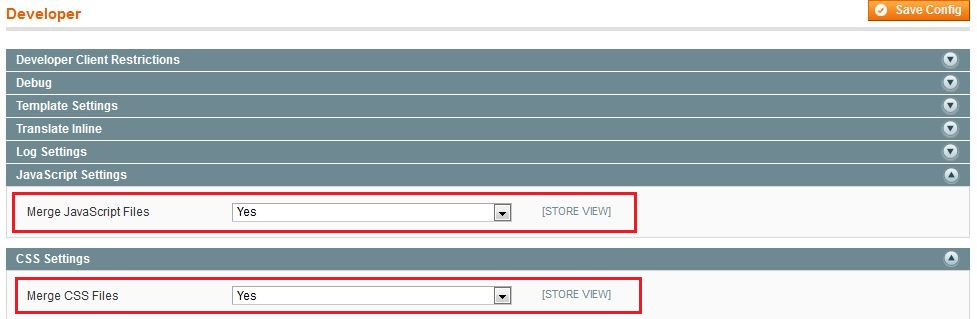 Developer
Save Config
Developer Client Restrictions
Debug
Template Settings
Translate Inline
Log Settings
JavaScript Settings
Merge JavaScript Files Yes [STORE VIEW]
CSS Settings
Merge CSS Files Yes [STORE VIEW]